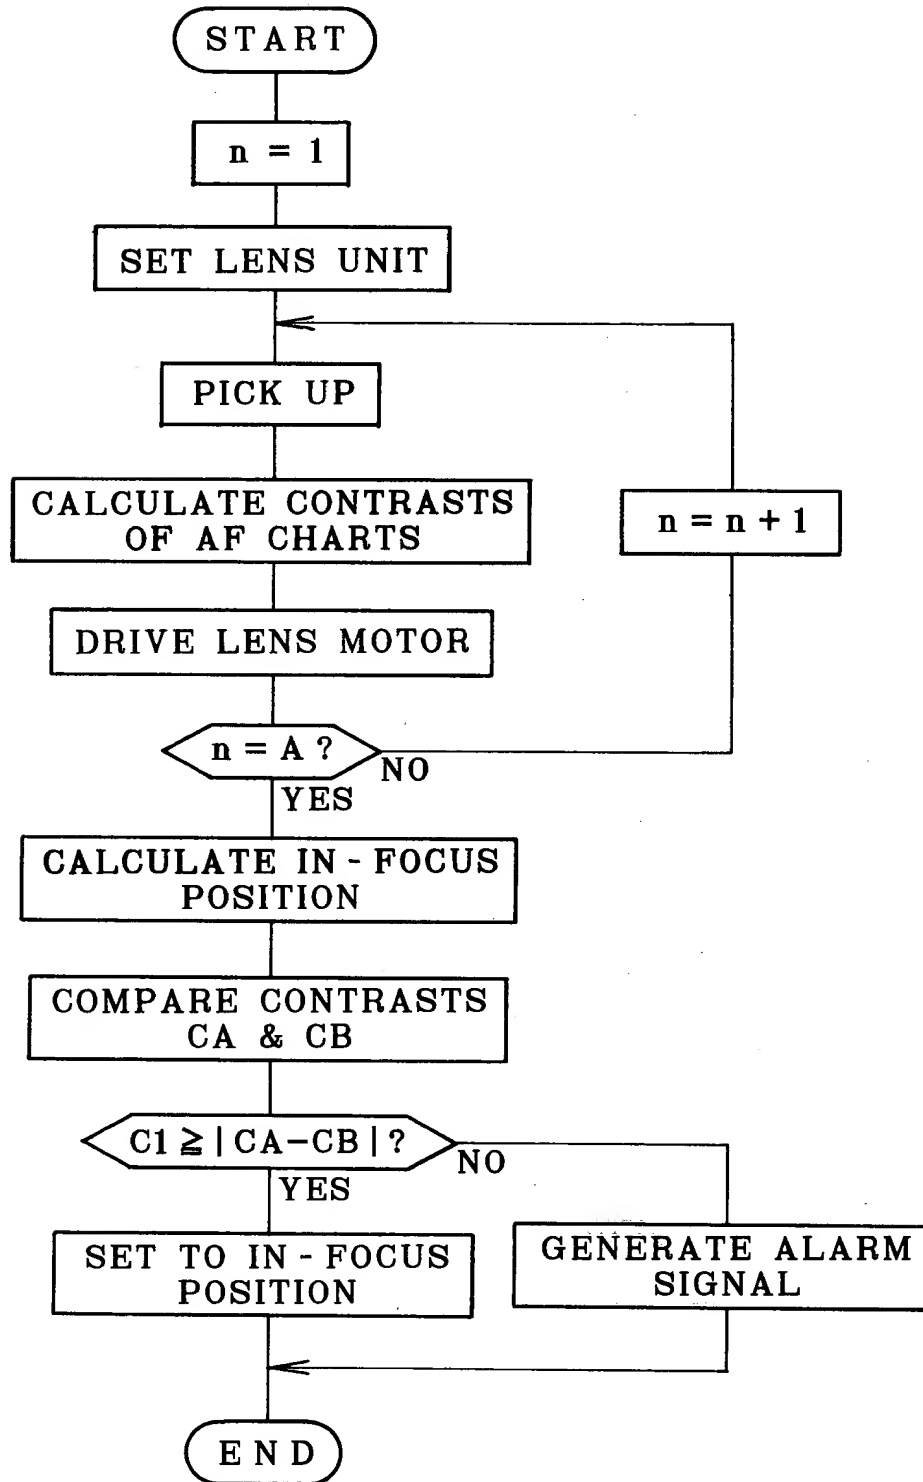 START
n = 1
SET LENS UNIT
PICK UP
CALCULATE CONTRASTS
OF AF CHARTS
n = n + 1
DRIVE LENS MOTOR
n = A ?
NO
YES
CALCULATE IN - FOCUS
POSITION
COMPARE CONTRASTS
CA & CB
C1 ≧ | CA−CB | ?
NO
YES
SET TO IN - FOCUS
POSITION
GENERATE ALARM
SIGNAL
END